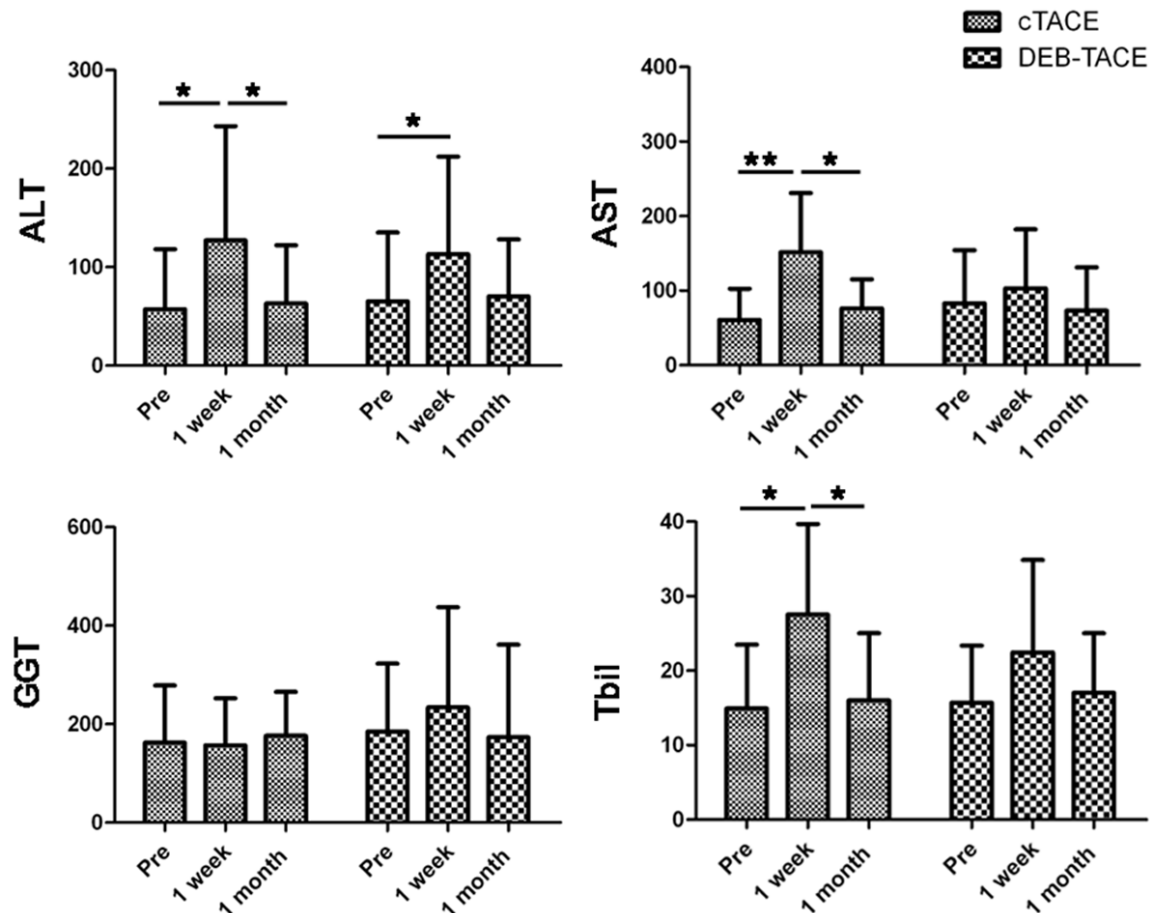 cTACE
DEB-TACE
ALT
300
200
100
0
* *
*
Pre
1 week
1 month
Pre
1 week
1 month
AST
400
300
200
100
0
** *
Pre
1 week
1 month
Pre
1 week
1 month
GGT
600
400
200
0
Pre
1 week
1 month
Pre
1 week
1 month
Tbil
40
30
20
10
0
* *
Pre
1 week
1 month
Pre
1 week
1 month